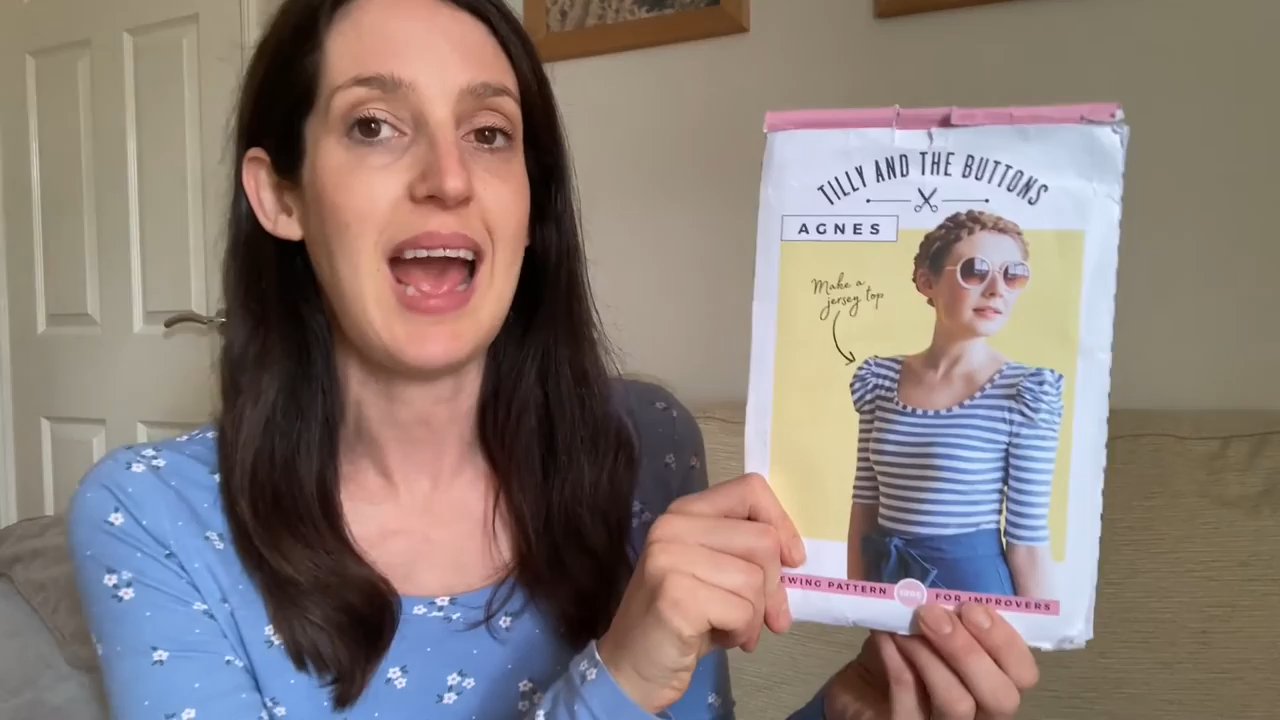 TILLY AND THE BUTTONS
AGNES
Make a
jersey top
EWING PATTERN
FOR IMPROVERS